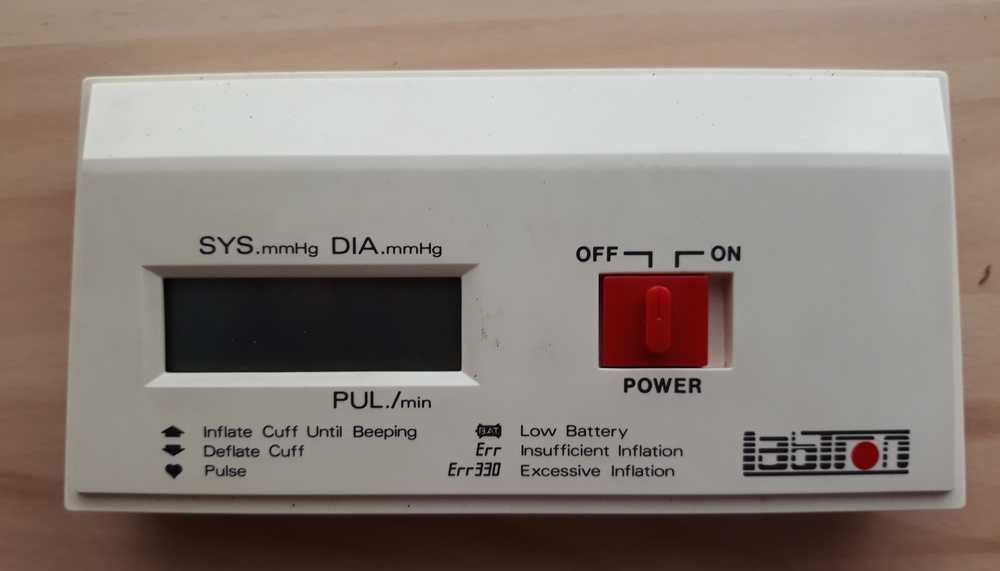 SYS.mmHg DIA.mmHg
OFF ON
POWER
PUL./min
Inflate Cuff Until Beeping
Deflate Cuff
Pulse
BAT Low Battery
Err Insufficient Inflation
Err330 Excessive Inflation
labtron